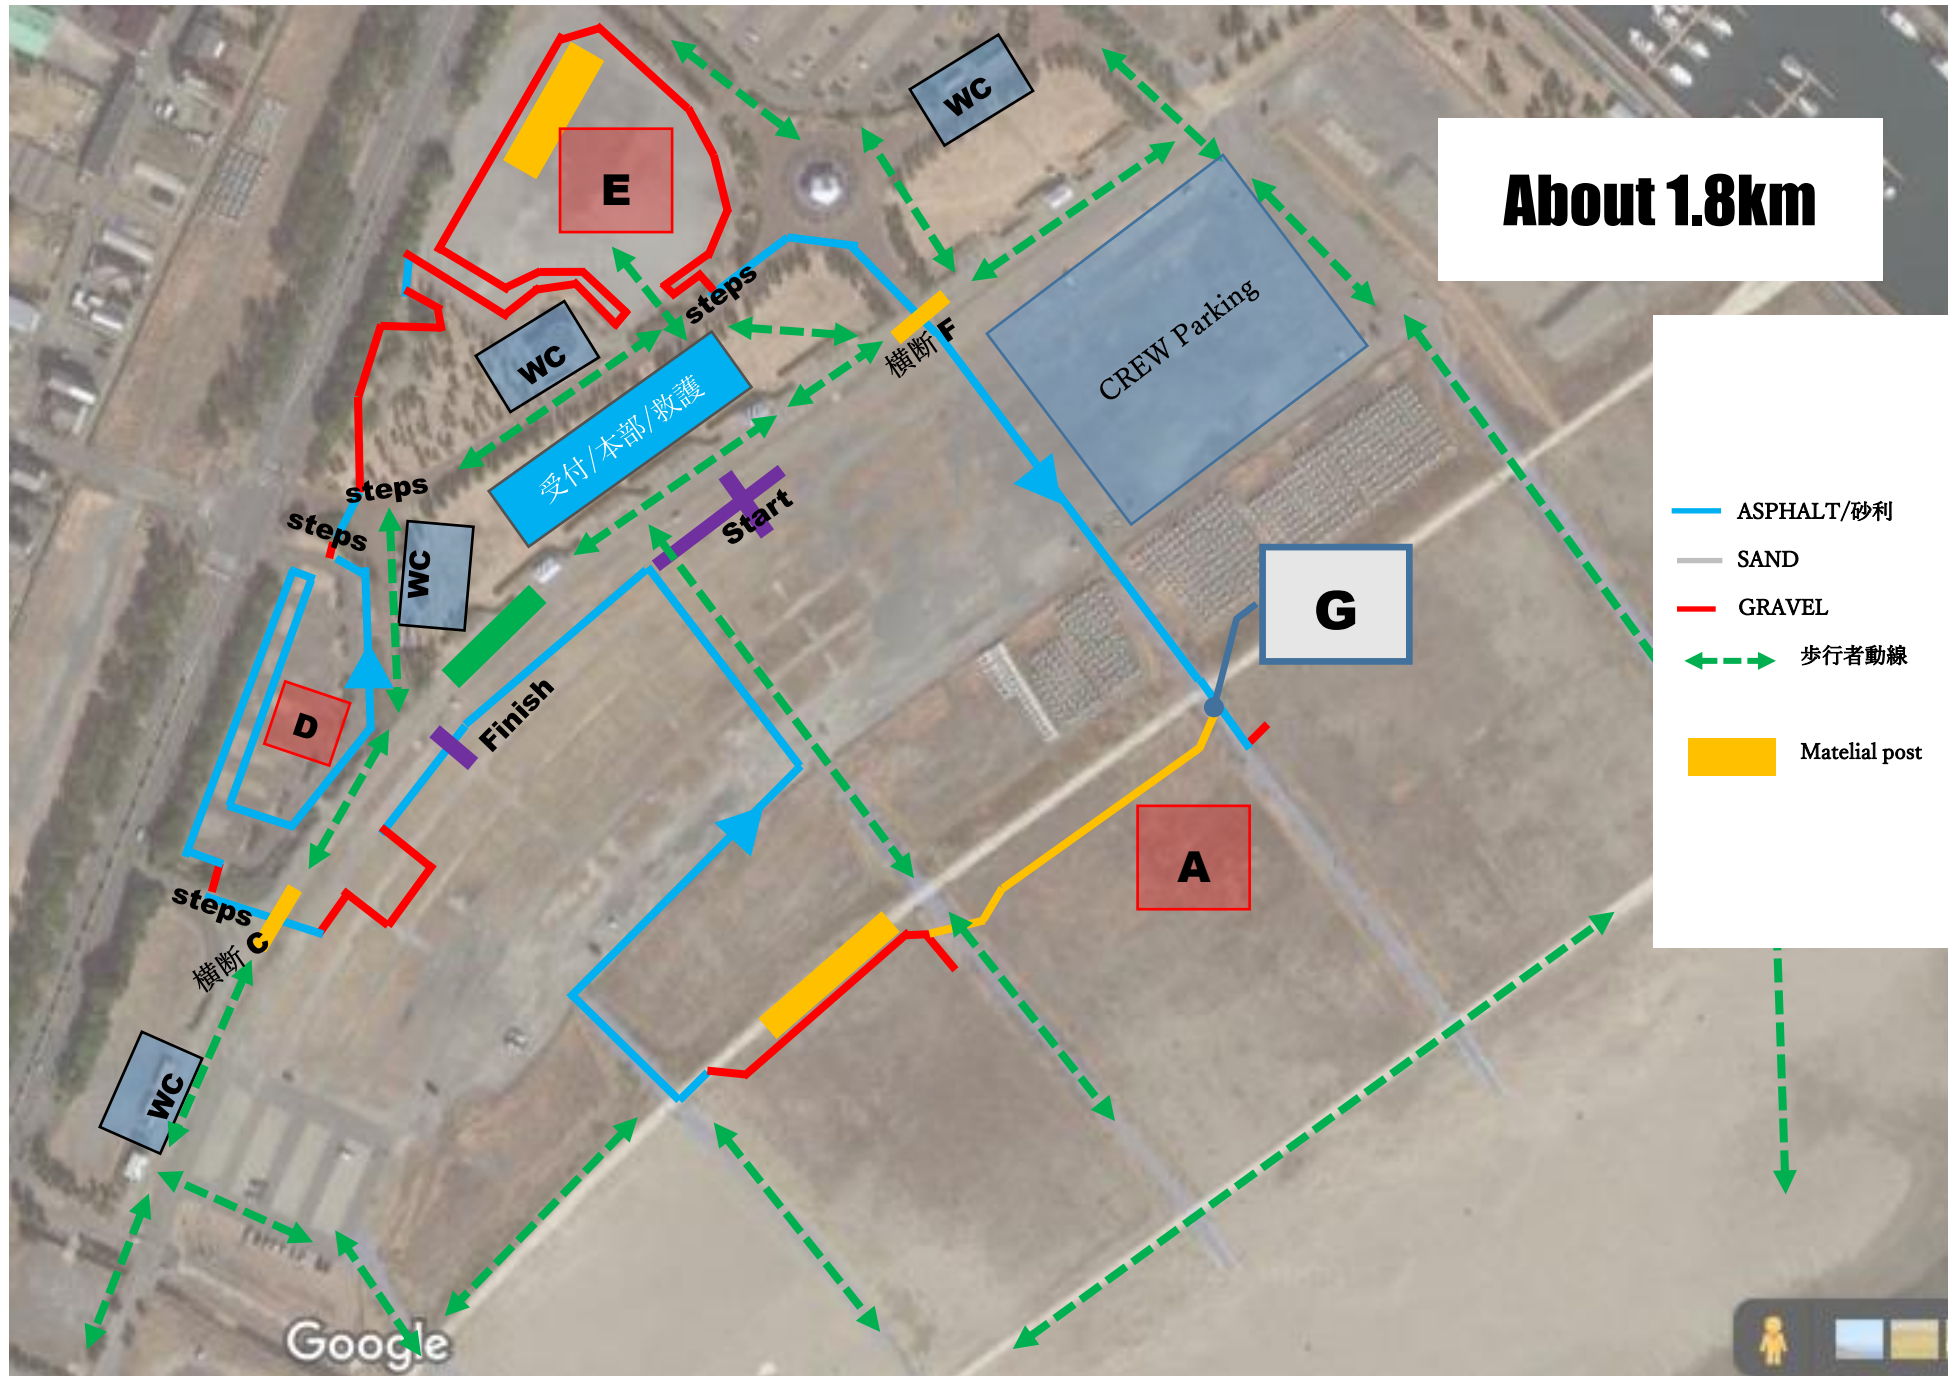 WC
About 1.8km
E
steps
横断 F
CREW Parking
WC
受付/本部/救護
steps
steps
Start
WC
ASPHALT/砂利
SAND
GRAVEL
歩行者動線
G
D
Finish
Matelial post
A
steps
横断 C
WC
Google